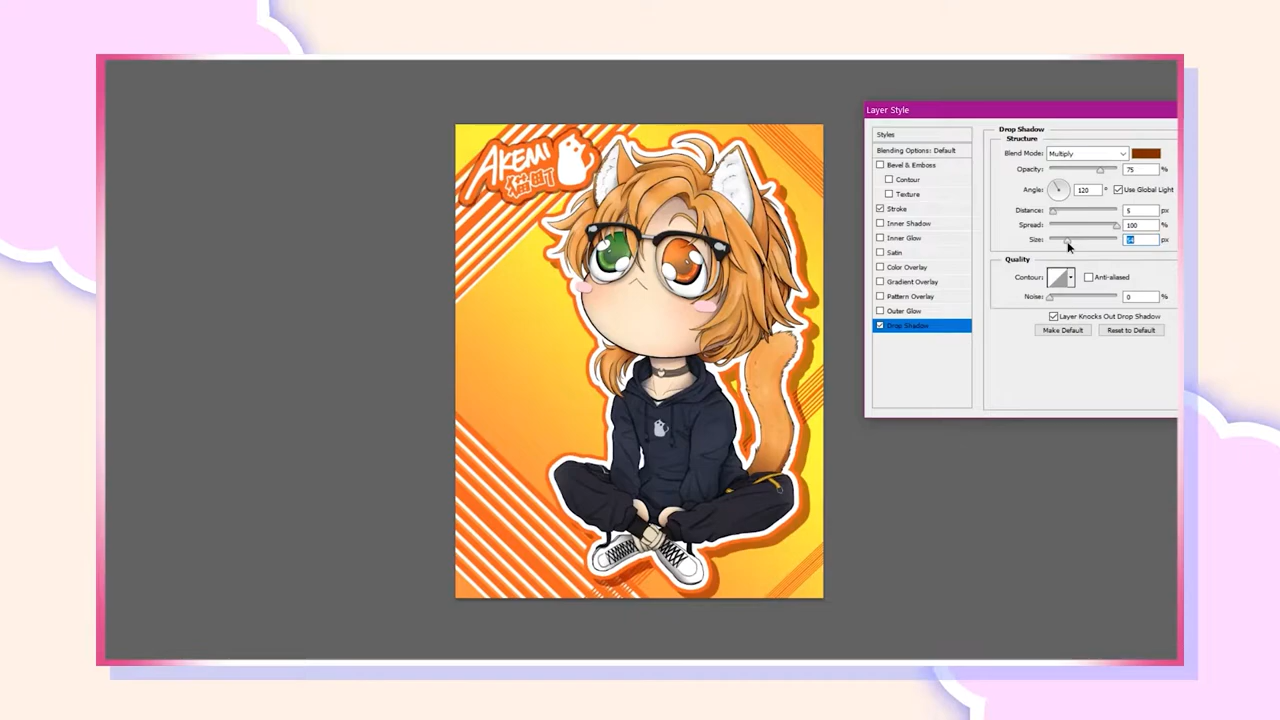 AKEMI
Layer Style
Styles
Blending Options: Default
Bevel & Emboss
Contour
Texture
Stroke
Inner Shadow
Inner Glow
Satin
Color Overlay
Gradient Overlay
Pattern Overlay
Outer Glow
Drop Shadow
Drop Shadow
Structure
Blend Mode: Multiply
Opacity: 75 %
Angle: 120 ° Use Global Light
Distance: 5 px
Spread: 100 %
Size: px
Quality
Contour: Anti-aliased
Noise: 0 %
Layer Knocks Out Drop Shadow
Make Default Reset to Default